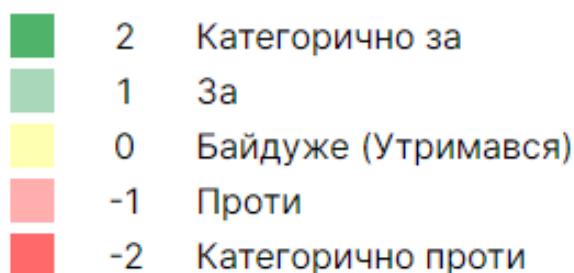 2 Категорично за
1 За
0 Байдуже (Утримався)
-1 Проти
-2 Категорично проти